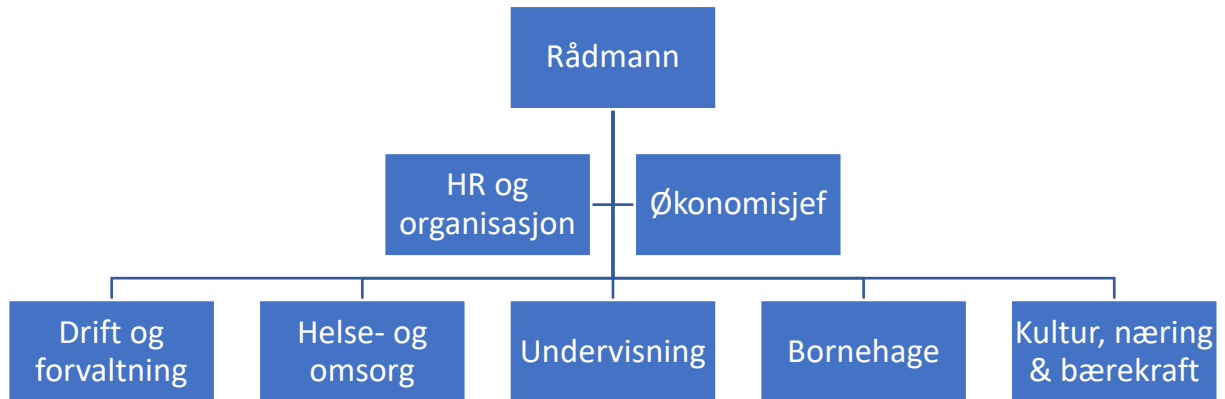 Rådmann
HR og
organisasjon
Økonomisjef
Drift og
forvaltning
Helse- og
omsorg
Undervisning
Bornehage
Kultur, næring
& bærekraft